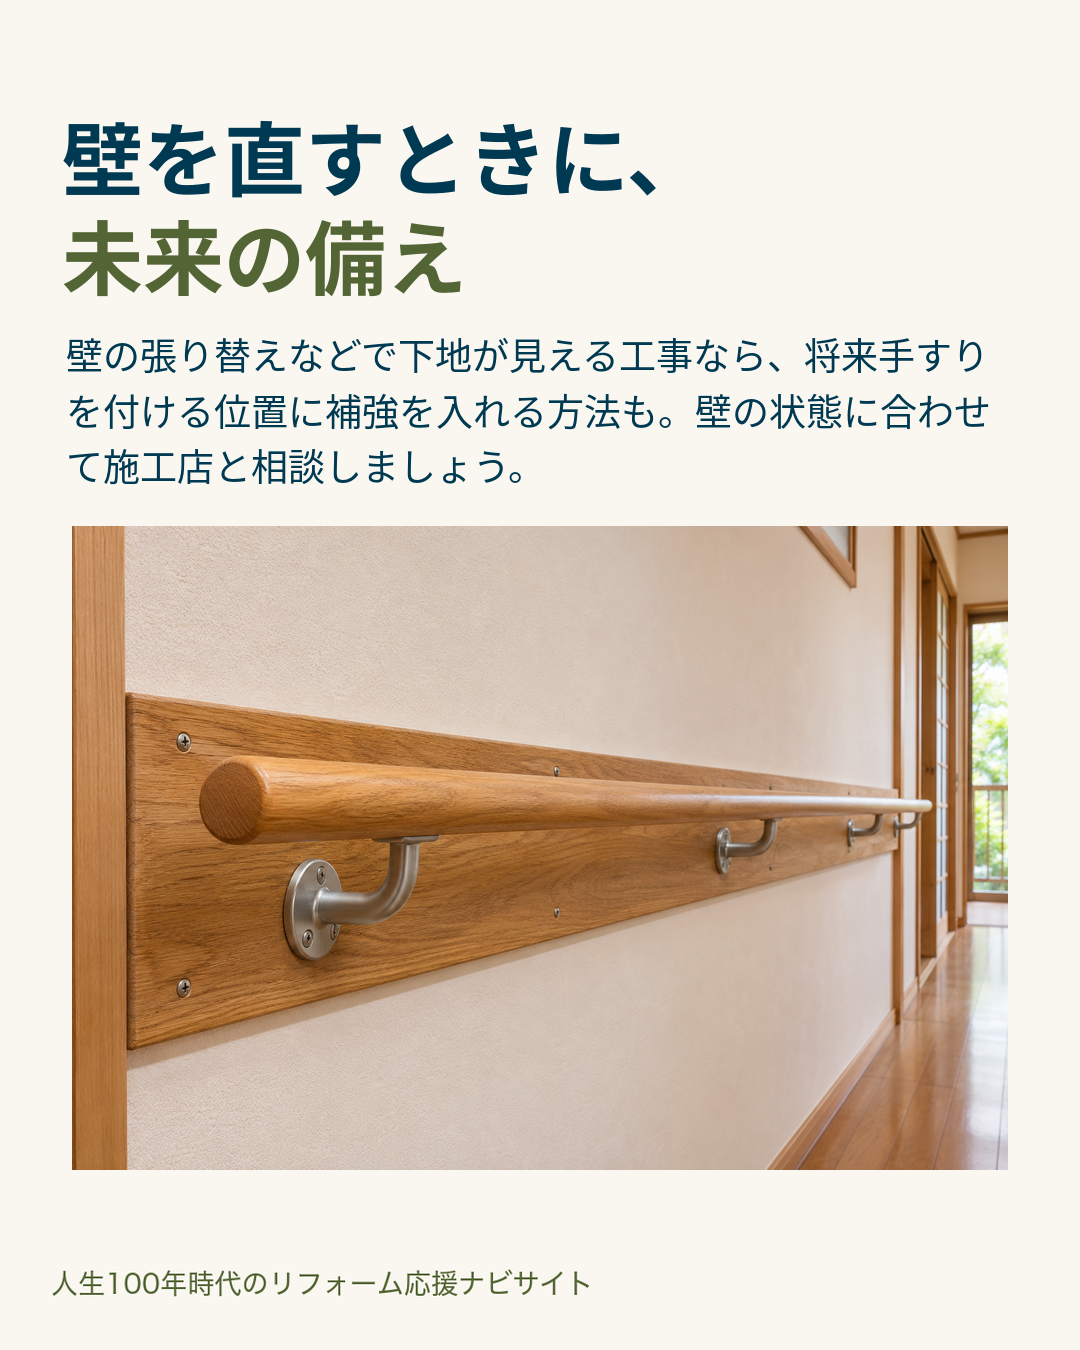 壁を直すときに、
未来の備え
壁の張り替えなどで下地が見える工事なら、将来手すり
を付ける位置に補強を入れる方法も。壁の状態に合わせ
て施工店と相談しましょう。
人生100年時代のリフォーム応援ナビサイト